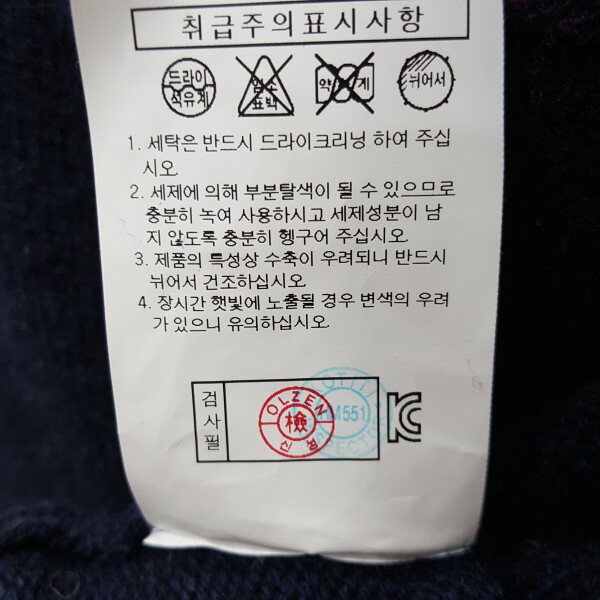 취급주의표시사항
드라이
석유계
염소
표백
약하게
뉘어서
1. 세탁은 반드시 드라이크리닝 하여 주십
시오.
2. 세제에 의해 부분탈색이 될 수 있으므로
충분히 녹여 사용하시고 세제성분이 남
지 않도록 충분히 헹구어 주십시오.
3. 제품의 특성상 수축이 우려되니 반드시
뉘어서 건조하십시오.
4. 장시간 햇빛에 노출될 경우 변색의 우려
가 있으니 유의하십시오.
검사필
OLZEN
檢
KC